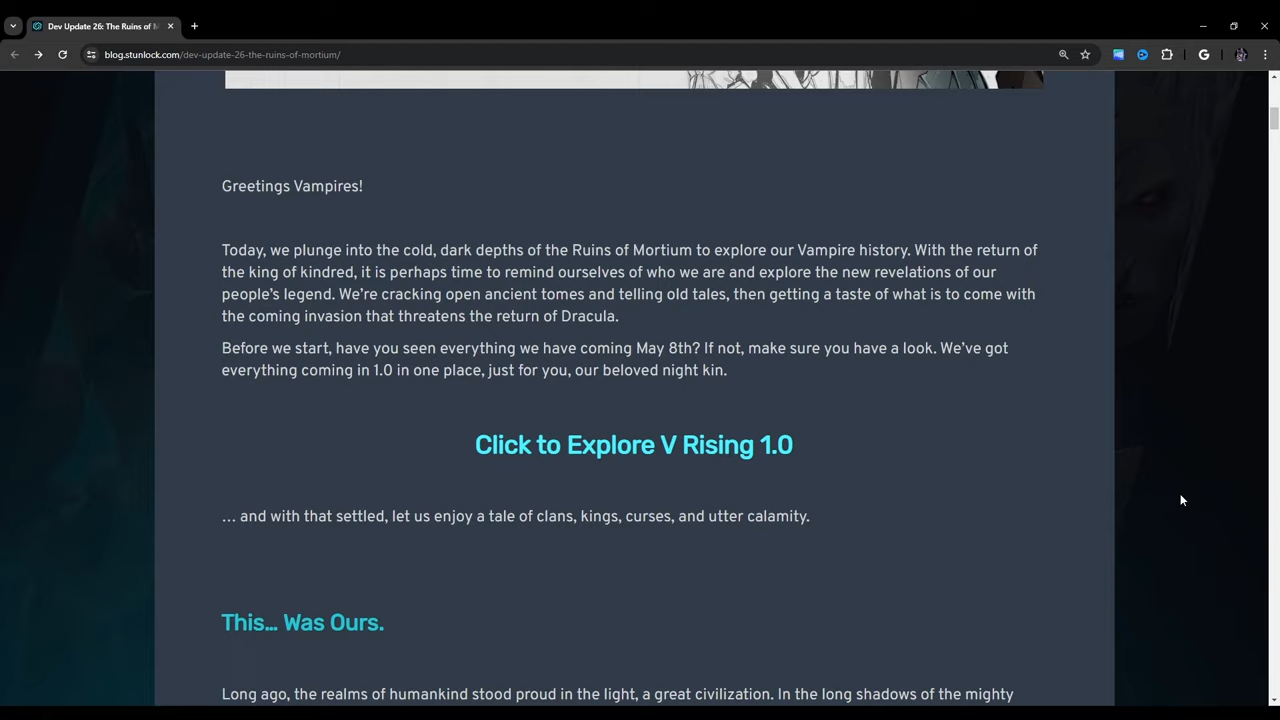 Dev Update 26: The Ruins of M
blog.stunlock.com/dev-update-26-the-ruins-of-mortium/
Greetings Vampires!
Today, we plunge into the cold, dark depths of the Ruins of Mortium to explore our Vampire history. With the return of
the king of kindred, it is perhaps time to remind ourselves of who we are and explore the new revelations of our
people’s legend. We’re cracking open ancient tomes and telling old tales, then getting a taste of what is to come with
the coming invasion that threatens the return of Dracula.
Before we start, have you seen everything we have coming May 8th? If not, make sure you have a look. We’ve got
everything coming in 1.0 in one place, just for you, our beloved night kin.
Click to Explore V Rising 1.0
… and with that settled, let us enjoy a tale of clans, kings, curses, and utter calamity.
This… Was Ours.
Long ago, the realms of humankind stood proud in the light, a great civilization. In the long shadows of the mighty